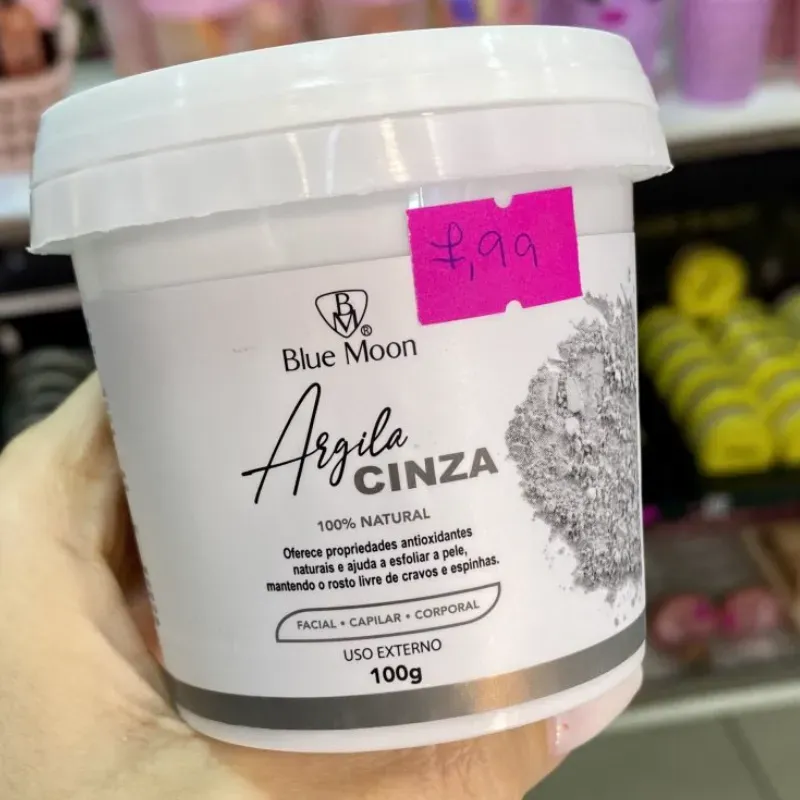 7,99
BM®
Blue Moon
Argila
CINZA
100% NATURAL
Oferece propriedades antioxidantes
naturais e ajuda a esfoliar a pele,
mantendo o rosto livre de cravos e espinhas.
FACIAL • CAPILAR • CORPORAL
USO EXTERNO
100g